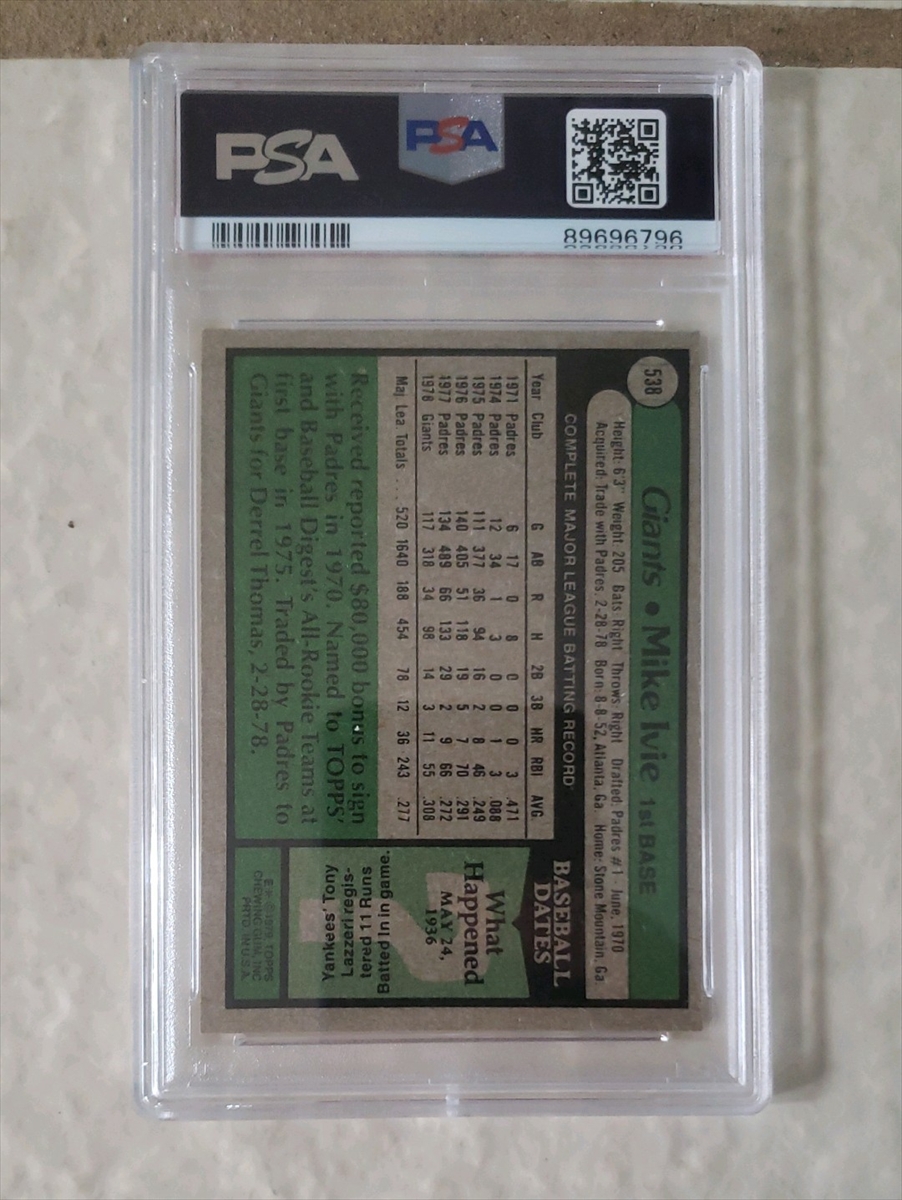 PSA
PSA
89696796
538
Giants • Mike Ivie 1st BASE
Height: 6'3" Weight: 205 Bats: Right Throws: Right Drafted: Padres #1-June, 1970
Acquired: Trade with Padres, 2-28-78 Born: 8-8-52, Atlanta, Ga. Home: Stone Mountain, Ga.
COMPLETE MAJOR LEAGUE BATTING RECORD
Year Club G AB R H 2B 3B HR RBI AVG.
1971 Padres 6 17 0 8 0 0 0 3 .471
1974 Padres 12 34 1 3 0 0 1 3 .088
1975 Padres 111 377 36 94 16 2 8 46 .249
1976 Padres 140 405 51 118 19 5 7 70 .291
1977 Padres 134 489 66 133 29 2 9 66 .272
1978 Giants 117 318 34 98 14 3 11 55 .308
Maj. Lea. Totals . . . 520 1640 188 454 78 12 36 243 .277
Received reported $80,000 bonus to sign
with Padres in 1970. Named to TOPPS'
and Baseball Digest's All-Rookie Teams at
first base in 1975. Traded by Padres to
Giants for Derrel Thomas, 2-28-78.
BASEBALL
DATES
What
Happened
MAY 24,
1936
Yankees' Tony
Lazzeri regis-
tered 11 Runs
Batted In in game.
©1979 TOPPS
CHEWING GUM, INC.
PRTD. IN U.S.A.